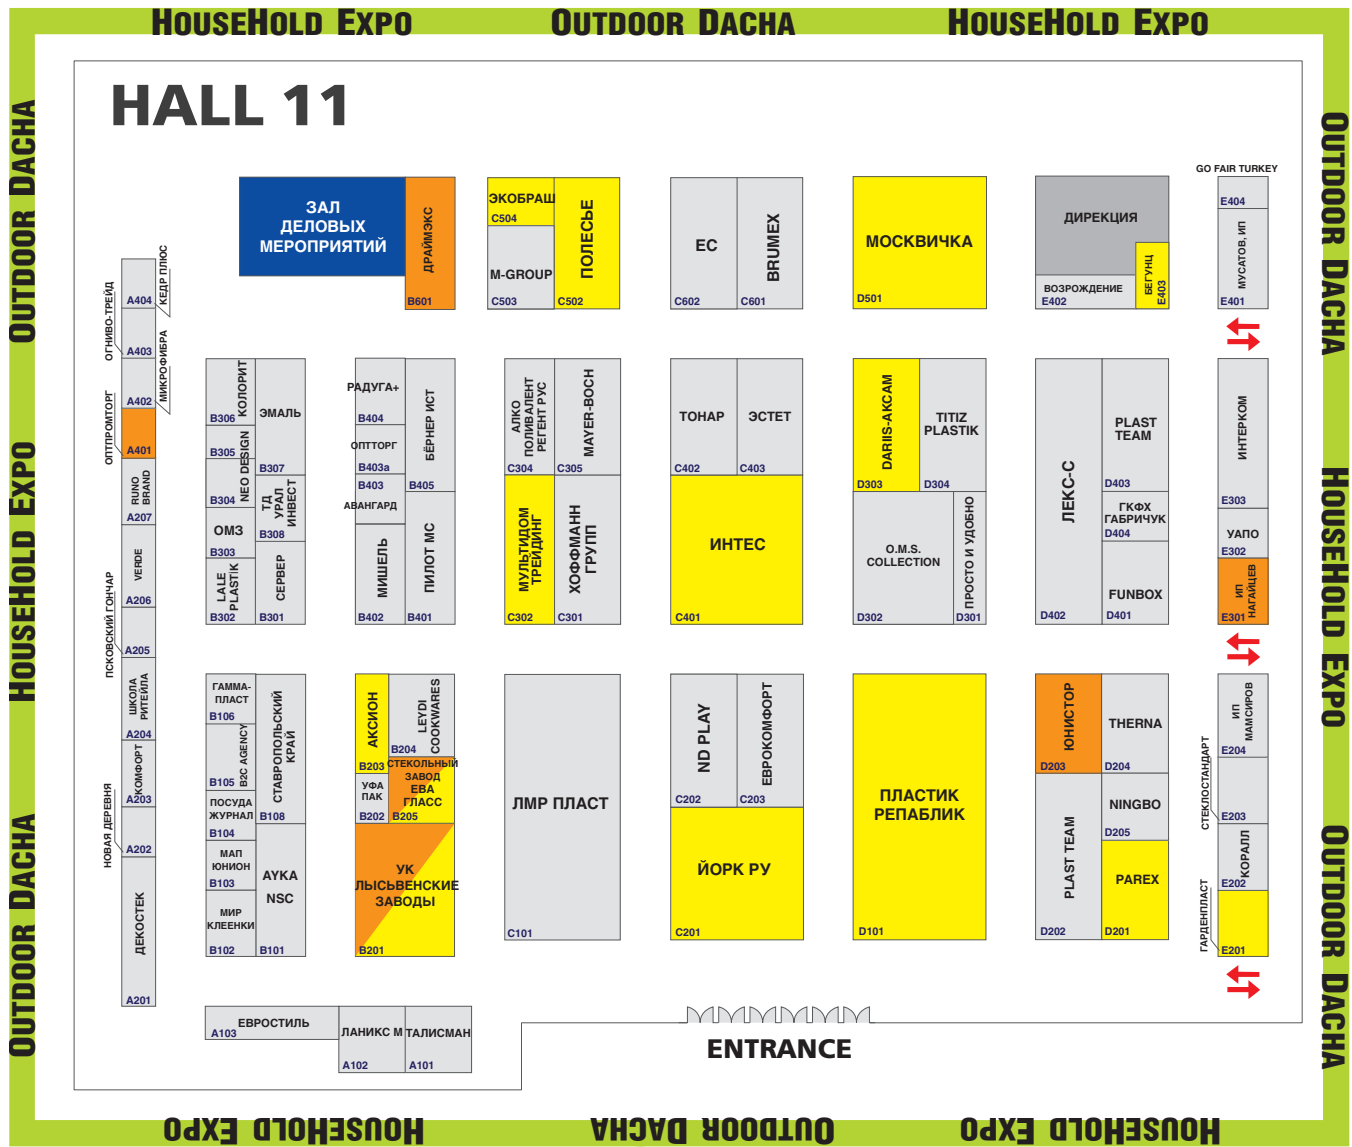 HOUSEHOLD EXPO
OUTDOOR DACHA
HOUSEHOLD EXPO
OUTDOOR DACHA
HOUSEHOLD EXPO
OUTDOOR DACHA
OUTDOOR DACHA
HOUSEHOLD EXPO
OUTDOOR DACHA
HALL 11
ЗАЛ
ДЕЛОВЫХ
МЕРОПРИЯТИЙ
ДРАЙМЭКС
B601
ЭКОБРАШ
C504
M-GROUP
C503
ПОЛЕСЬЕ
C502
ЕС
C602
BRUMEX
C601
МОСКВИЧКА
D501
ДИРЕКЦИЯ
ВОЗРОЖДЕНИЕ
E402
БЕГУНЦ
E403
GO FAIR TURKEY
E404
МУСАТОВ, ИП
E401
КЕДР ПЛЮС
A404
ОГНИВО-ТРЕЙД
A403
МИКРОФИБРА
A402
ОПТПРОМТОРГ
A401
RUNO
BRAND
A207
VERDE
A206
ПСКОВСКИЙ ГОНЧАР
A205
ШКОЛА
РИТЕЙЛА
A204
КОМФОРТ
A203
НОВАЯ ДЕРЕВНЯ
A202
ДЕКОСТЕК
A201
КОЛОРИТ
B306
B305
NEO DESIGN
B304
ОМЗ
B303
LALE
PLASTIK
B302
ЭМАЛЬ
B307
ТД
УРАЛ
ИНВЕСТ
B308
СЕРВЕР
B301
РАДУГА+
B404
ОПТТОРГ
B403a
B403
АВАНГАРД
МИШЕЛЬ
B402
БЁРНЕР ИСТ
B405
ПИЛОТ МС
B401
АЛКО
ПОЛИВАЛЕНТ
РЕГЕНТ РУС
C304
MAYER-BOCH
C305
МУЛЬТИДОМ
ТРЕЙДИНГ
C302
ХОФФМАНН
ГРУПП
C301
ТОНАР
C402
ЭСТЕТ
C403
ИНТЕС
C401
DARIIS-АКСАМ
D303
TITIZ
PLASTIK
D304
O.M.S.
COLLECTION
D302
ПРОСТО И УДОБНО
D301
ЛЕКС-С
D402
PLAST
TEAM
D403
ГКФХ
ГАБРИЧУК
D404
FUNBOX
D401
ИНТЕРКОМ
E303
УАПО
E302
ИП
НАГАЙЦЕВ
E301
ГАММА-
ПЛАСТ
B106
B2C AGENCY
B105
ПОСУДА
ЖУРНАЛ
B104
МАП
ЮНИОН
B103
МИР
КЛЕЕНКИ
B102
СТАВРОПОЛЬСКИЙ
КРАЙ
B108
AYKA
NSC
B101
АКСИОН
B203
LEYDI
COOKWARES
B204
УФА
ПАК
B202
СТЕКОЛЬНЫЙ
ЗАВОД
ЕВА
ГЛАСС
B205
УК
ЛЫСЬВЕНСКИЕ
ЗАВОДЫ
B201
ЛМР ПЛАСТ
C101
ND PLAY
C202
ЕВРОКОМФОРТ
C203
ЙОРК РУ
C201
ПЛАСТИК
РЕПАБЛИК
D101
ЮНИСТОР
D203
THERNA
D204
NINGBO
D205
PLAST TEAM
D202
PAREX
D201
ИП
МАМСИРОВ
E204
СТЕКЛОСТАНДАРТ
E203
КОРАЛЛ
E202
ГАРДЕНПЛАСТ
E201
ЕВРОСТИЛЬ
A103
ЛАНИКС М
A102
ТАЛИСМАН
A101
ENTRANCE
HOUSEHOLD EXPO
OUTDOOR DACHA
HOUSEHOLD EXPO